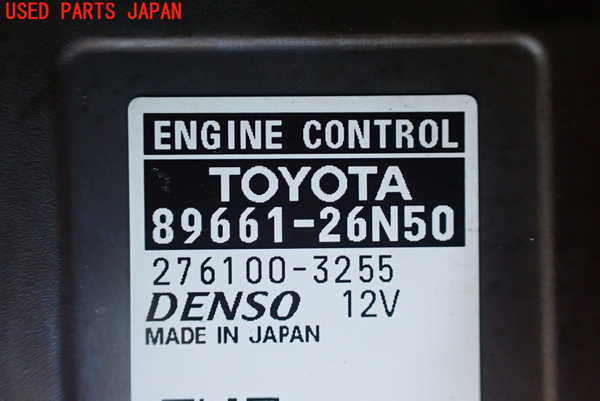 USED PARTS JAPAN
ENGINE CONTROL
TOYOTA
89661-26N50
276100-3255
DENSO 12V
MADE IN JAPAN